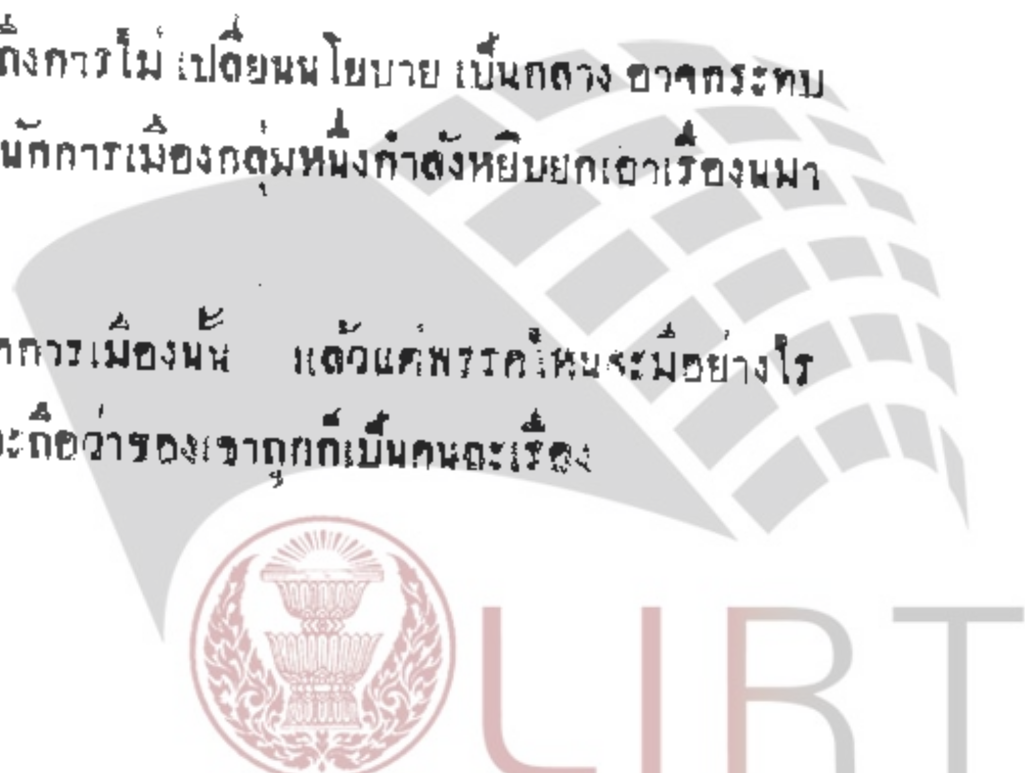 ถึงการไม่ เปลี่ยนนโยบาย เป็นกลาง อาจกระทบ
นักการเมืองกลุ่มหนึ่งกำลังหยิบยกเอาเรื่องนี้มา
กการเมืองนั้น แล้วแต่พรรคไหนจะมีอย่างไร
จะถือว่าของเขาถูกก็เป็นคนละเรื่อง
LIRT